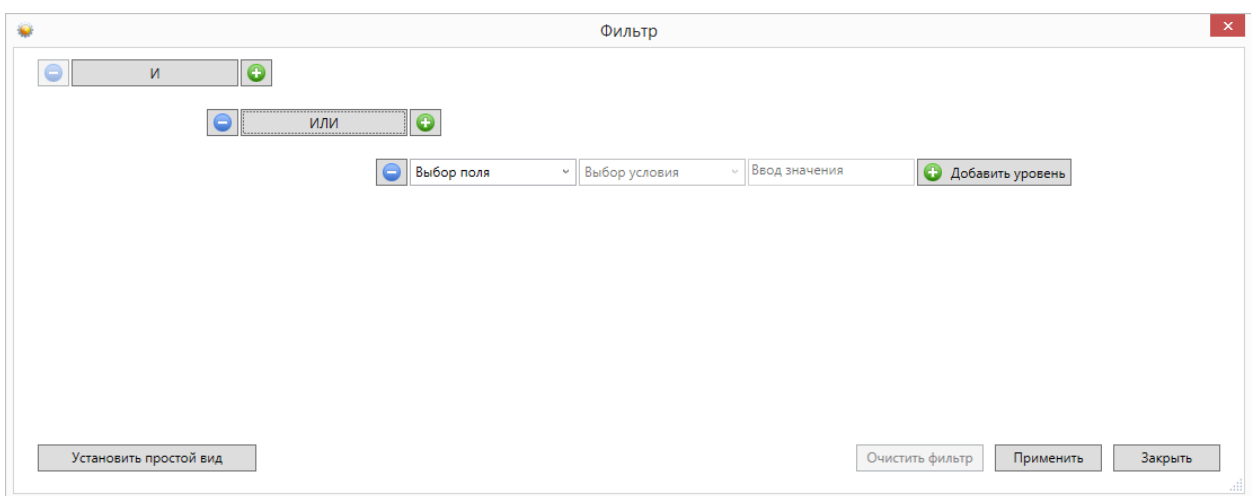 Фильтр
И
ИЛИ
Выбор поля Выбор условия Ввод значения Добавить уровень
Установить простой вид Очистить фильтр Применить Закрыть